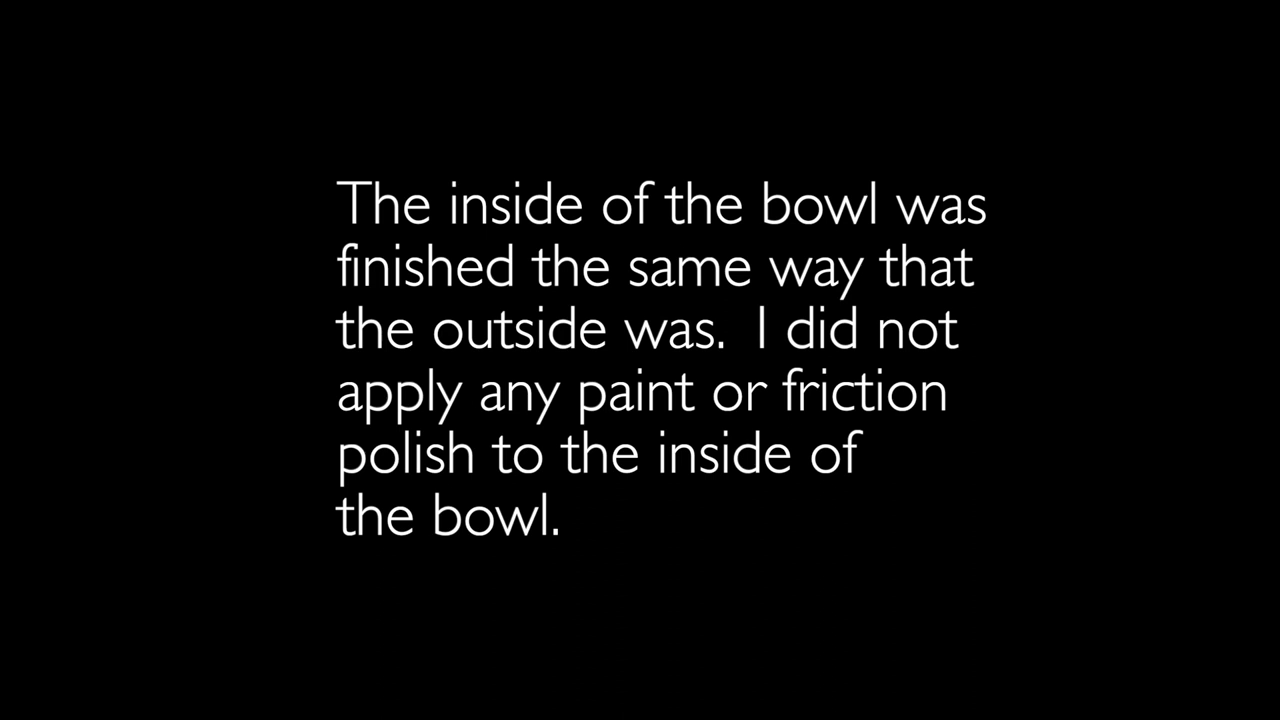 The inside of the bowl was
finished the same way that
the outside was.  I did not
apply any paint or friction
polish to the inside of
the bowl.